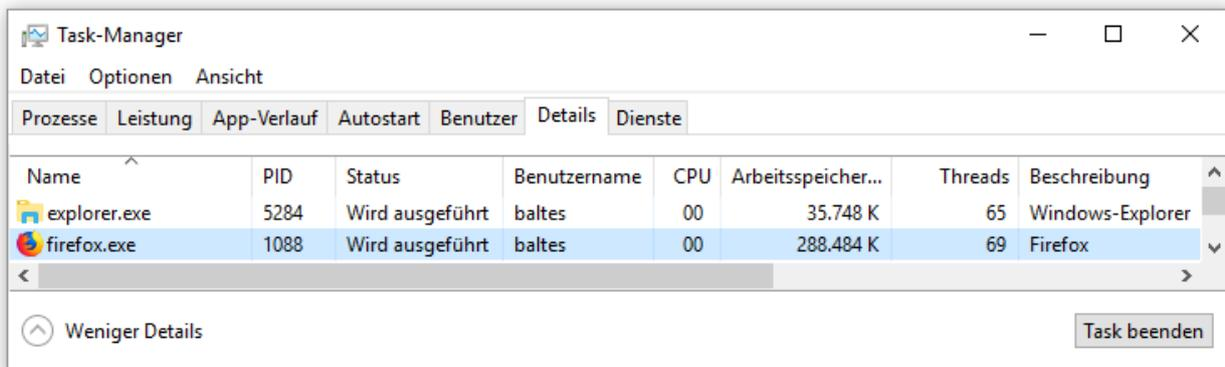 Task-Manager
Datei Optionen Ansicht
Prozesse Leistung App-Verlauf Autostart Benutzer Details Dienste
Name PID Status Benutzername CPU Arbeitsspeicher... Threads Beschreibung
explorer.exe 5284 Wird ausgeführt baltes 00 35.748 K 65 Windows-Explorer
firefox.exe 1088 Wird ausgeführt baltes 00 288.484 K 69 Firefox
Weniger Details Task beenden